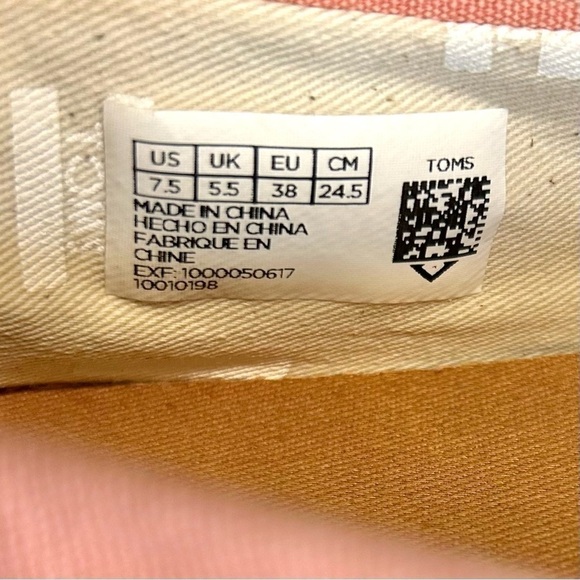 US UK EU CM
7.5 5.5 38 24.5
MADE IN CHINA
HECHO EN CHINA
FABRIQUE EN
CHINE
EXF: 1000050617
10010198
TOMS